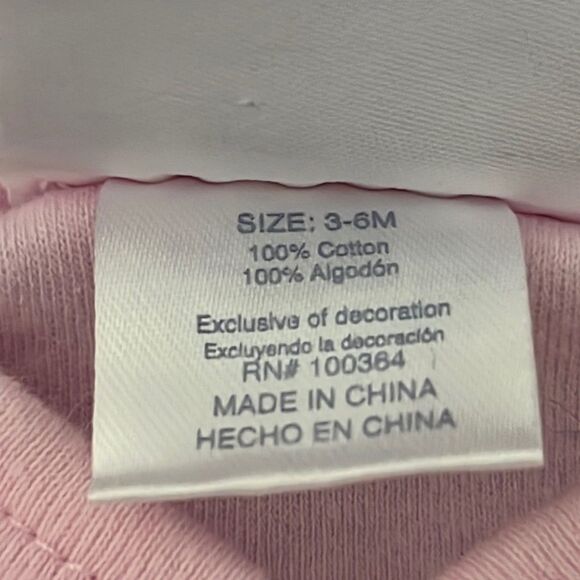 SIZE: 3-6M
100% Cotton
100% Algodón
Exclusive of decoration
Excluyendo la decoración
RN# 100364
MADE IN CHINA
HECHO EN CHINA